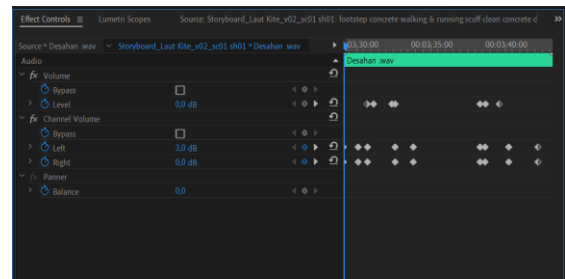 Effect Controls Lumetri Scopes Source: Storyboard_Laut Kite_v02_sc01 sh01: footstep concrete walking & running scuff clean concrete d
Source * Desahan .wav Storyboard_Laut Kite_v02_sc01 sh01 * Desahan .wav 03;30:00 00:03;35:00 00:03;40:00
Audio Desahan .wav
fx Volume
Bypass
Level 0,0 dB
fx Channel Volume
Bypass
Left 3,0 dB
Right 0,0 dB
fx Panner
Balance 0,0